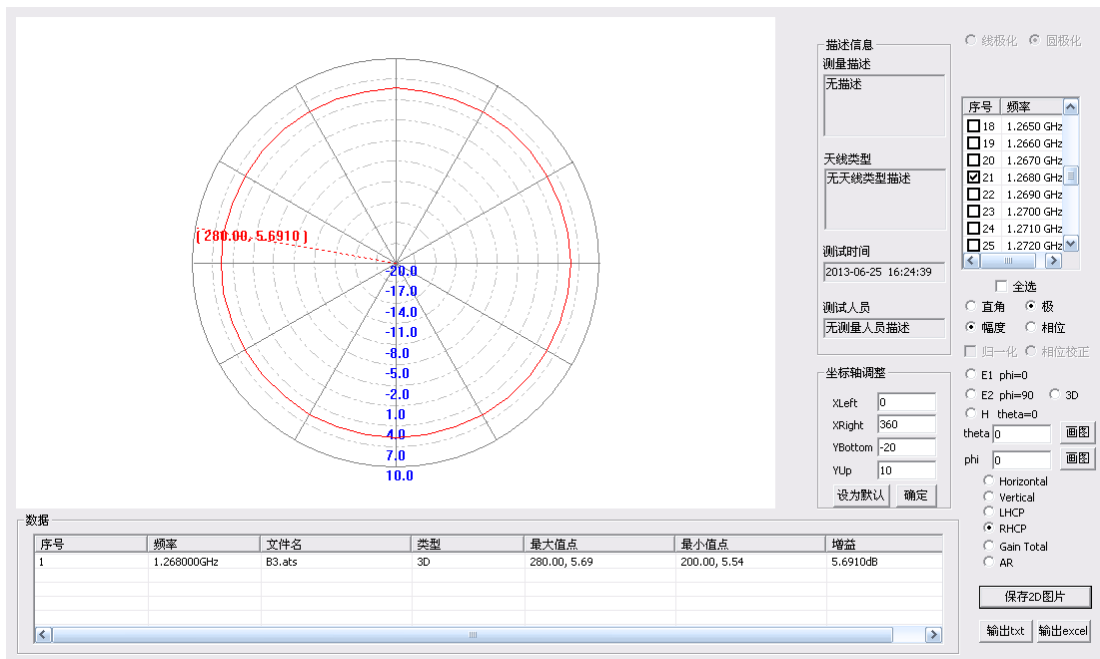 ( 280.00, 5.6910 )
-20.0
-17.0
-14.0
-11.0
-8.0
-5.0
-2.0
1.0
4.0
7.0
10.0
描述信息
测量描述
无描述
天线类型
无天线类型描述
测试时间
2013-06-25 16:24:39
测试人员
无测量人员描述
坐标轴调整
XLeft 0
XRight 360
YBottom -20
YUp 10
设为默认 确定
线极化 圆极化
序号 频率
18 1.2650 GHz
19 1.2660 GHz
20 1.2670 GHz
21 1.2680 GHz
22 1.2690 GHz
23 1.2700 GHz
24 1.2710 GHz
25 1.2720 GHz
全选
直角 极
幅度 相位
归一化 相位校正
E1 phi=0
E2 phi=90 3D
H theta=0
theta 0 画图
phi 0 画图
Horizontal
Vertical
LHCP
RHCP
Gain Total
AR
保存2D图片
输出txt 输出excel
数据
序号 频率 文件名 类型 最大值点 最小值点 增益
1 1.268000GHz B3.ats 3D 280.00, 5.69 200.00, 5.54 5.6910dB